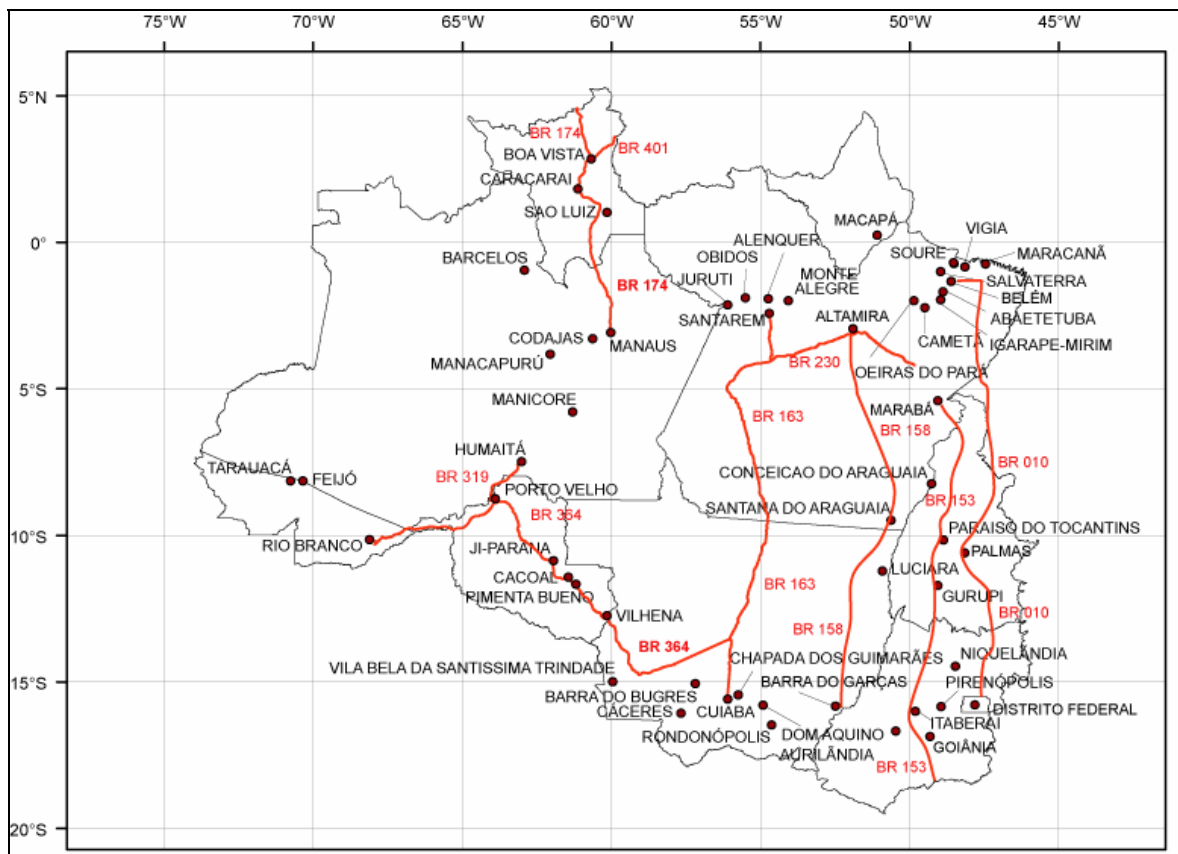 75°W
70°W
65°W
60°W
55°W
50°W
45°W
5°N
BR 174
BR 401
BOA VISTA
CARACARAI
SAO LUIZ
MACAPÁ
VIGIA
0°
ALENQUER
SOURE
MARACANÃ
BARCELOS
OBIDOS
SALVATERRA
JURUTI
MONTE
ALEGRE
BELÉM
BR 174
SANTAREM
ALTAMIRA
ABAETETUBA
CODAJAS
MANAUS
CAMETÁ
IGARAPE-MIRIM
MANACAPURÚ
BR 230
OEIRAS DO PARÁ
5°S
MANICORE
BR 163
MARABÁ
BR 158
HUMAITÁ
TARAUACÁ
FEIJÓ
BR 319
CONCEICAO DO ARAGUAIA
BR 010
PORTO VELHO
BR 364
SANTANA DO ARAGUAIA
BR 153
PARAISO DO TOCANTINS
10°S
RIO BRANCO
JI-PARANA
PALMAS
CACOAL
BR 163
LUCIARA
PIMENTA BUENO
GURUPI
VILHENA
BR 158
BR 010
BR 364
CHAPADA DOS GUIMARÃES
NIQUELÂNDIA
VILA BELA DA SANTISSIMA TRINDADE
15°S
BARRA DO GARÇAS
PIRENÓPOLIS
BARRA DO BUGRES
CÁCERES
CUIABA
DISTRITO FEDERAL
ITABERAI
RONDONÓPOLIS
DOM AQUINO
GOIÂNIA
AURILÂNDIA
BR 153
20°S